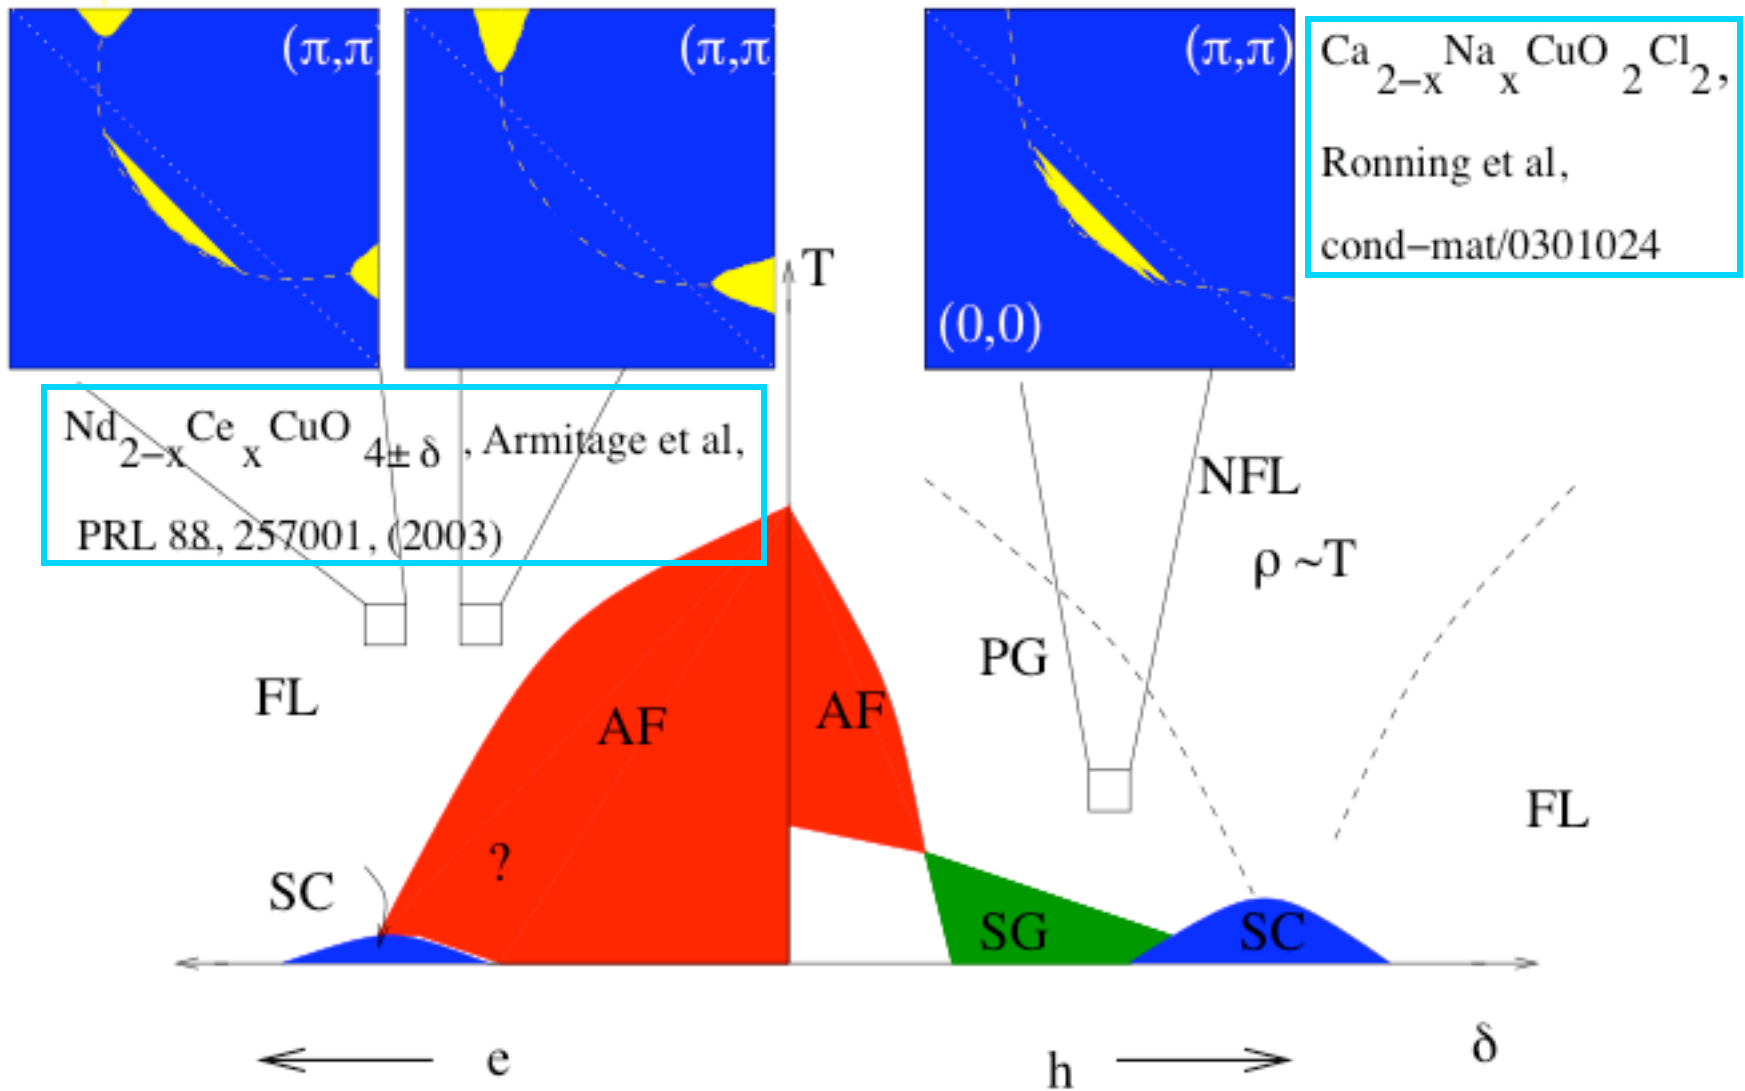 (π,π)
(π,π)
(π,π)
(0,0)
Ca2−xNaxCuO2Cl2,
Ronning et al,
cond−mat/0301024
T
Nd2−xCexCuO4±δ, Armitage et al,
PRL 88, 257001, (2003)
NFL
ρ ~T
PG
FL
AF
AF
FL
?
SC
SG
SC
e
h
δ